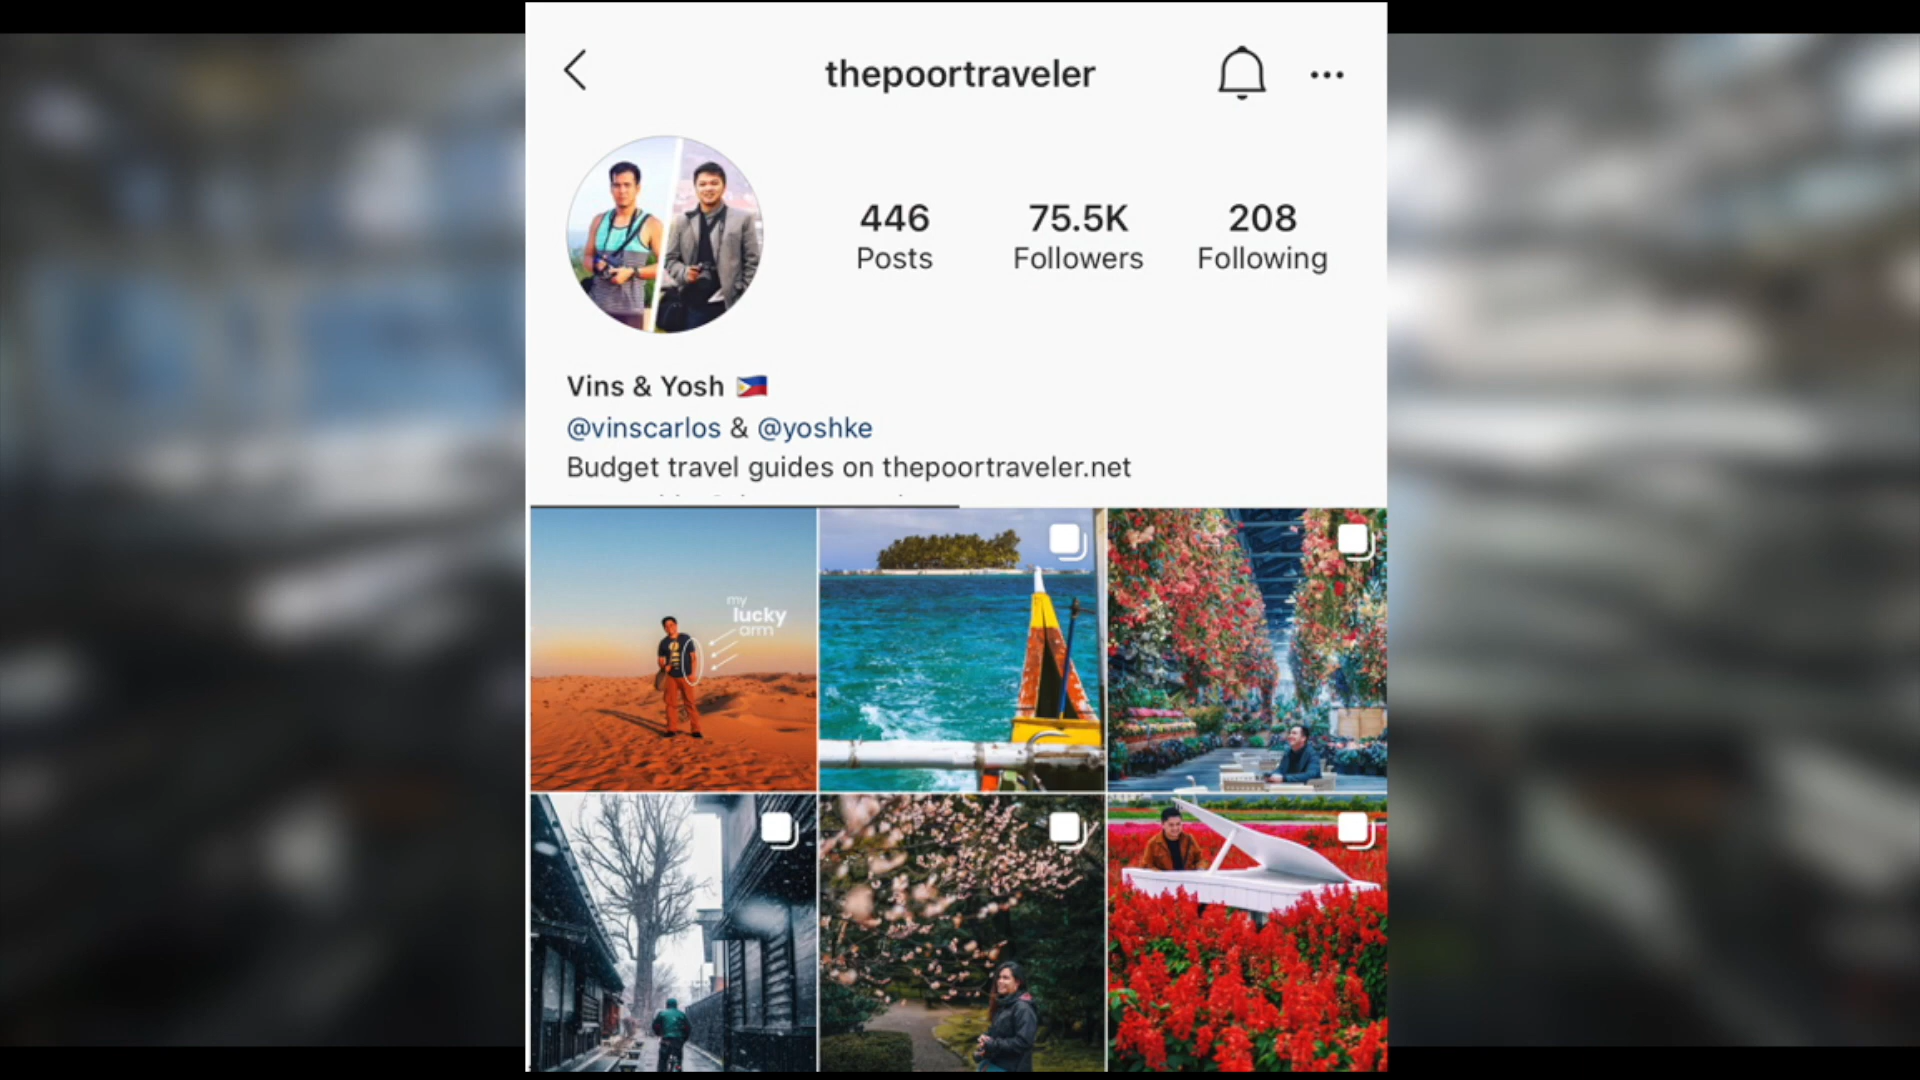 thepoortraveler
446
75.5K
208
Posts
Followers
Following
Vins & Yosh 🇵🇭
@vinscarlos & @yoshke
Budget travel guides on thepoortraveler.net
my
lucky
arm